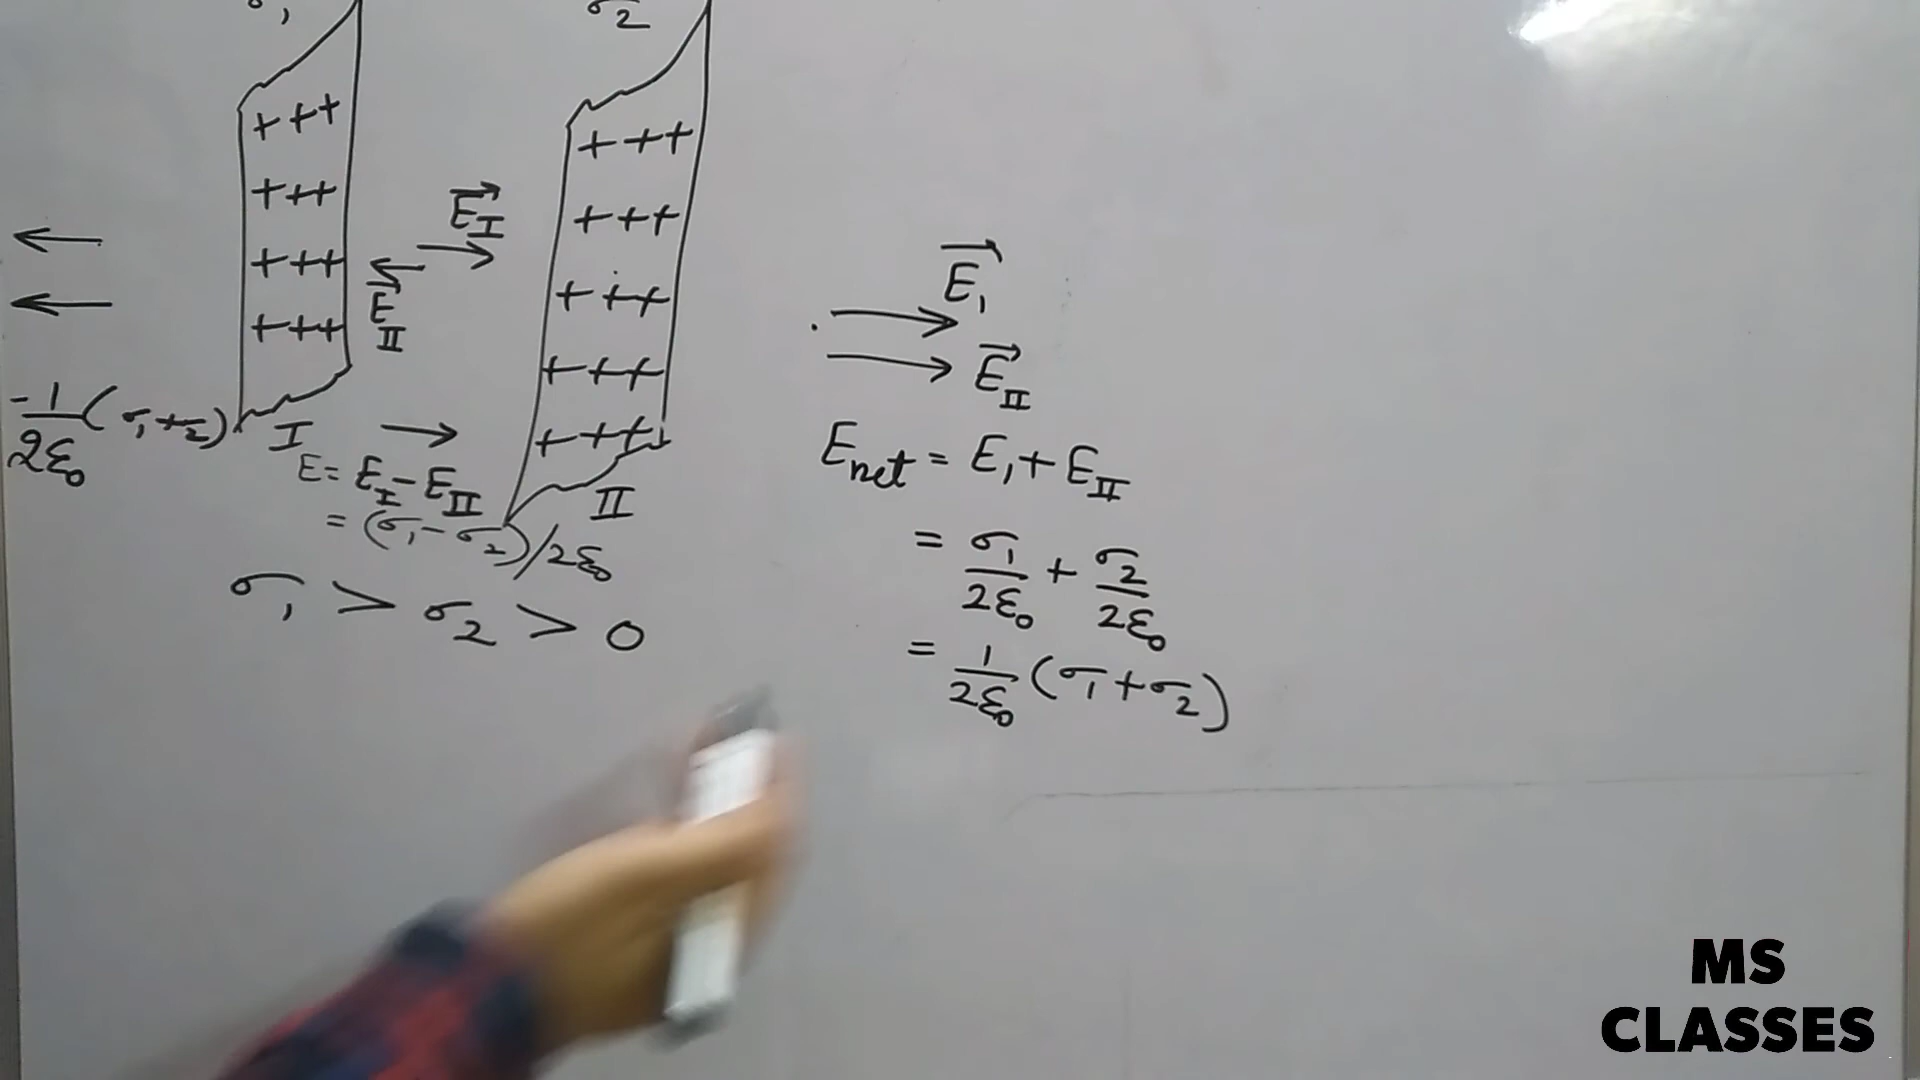 σ₁
σ₂
+ + +
+ + +
+ + +
+ + +
+ + +
+ + +
+ + +
+ + +
+ + +
E⃗_I
E⃗_II
E⃗₁
E⃗_II
-1/2ε₀ (σ₁+σ₂)
I
II
E = E_I - E_II
= (σ₁ - σ₂)/2ε₀
σ₁ > σ₂ > 0
E_net = E₁ + E_II
= σ₁/2ε₀ + σ₂/2ε₀
= 1/2ε₀ (σ₁ + σ₂)
MS
CLASSES